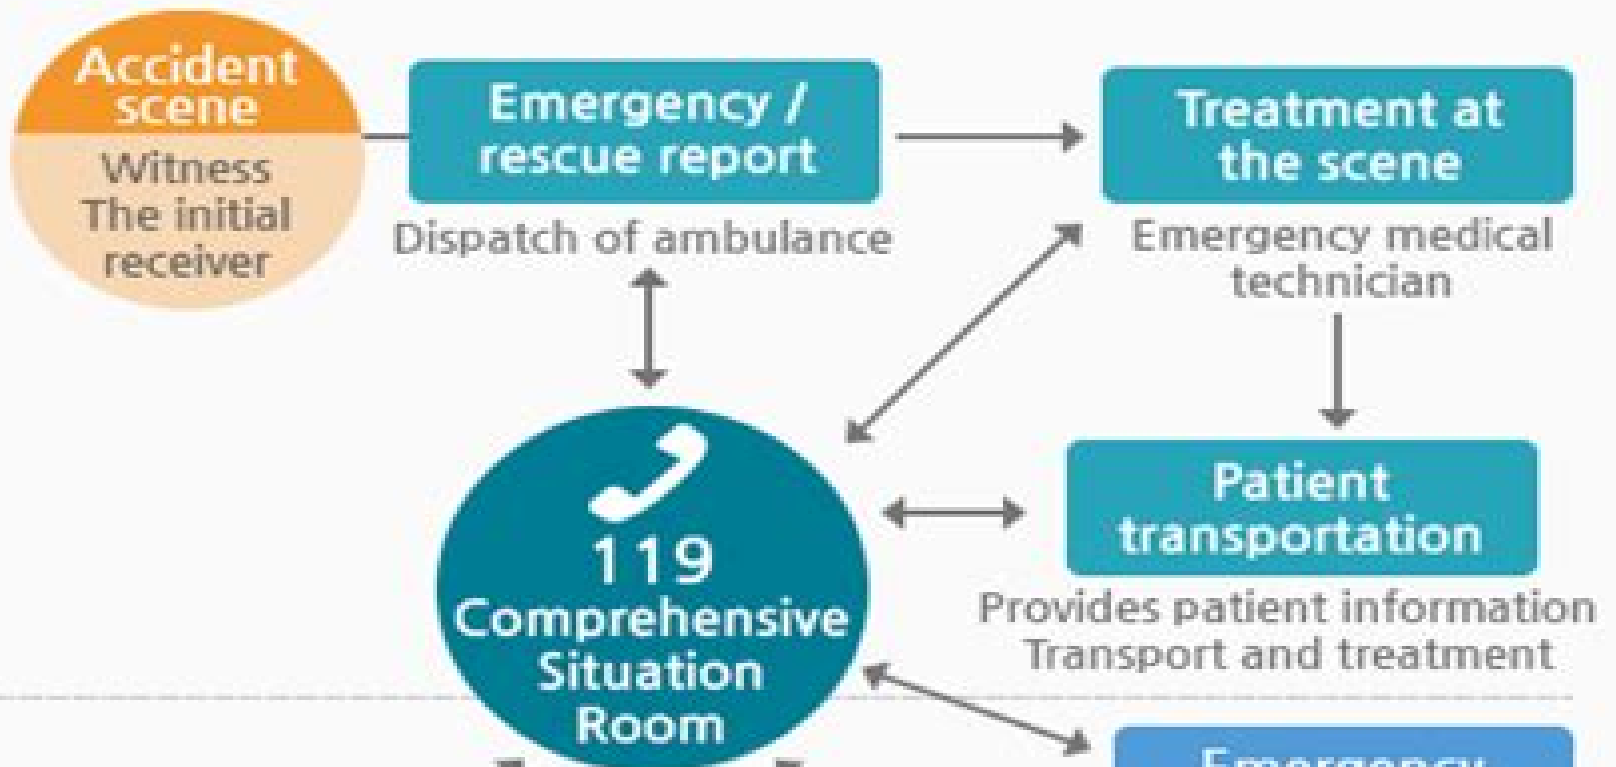 Accident
scene
Witness
The initial
receiver
Emergency /
rescue report
Dispatch of ambulance
Treatment at
the scene
Emergency medical
technician
119
Comprehensive
Situation
Room
Patient
transportation
Provides patient information
Transport and treatment
Emergency